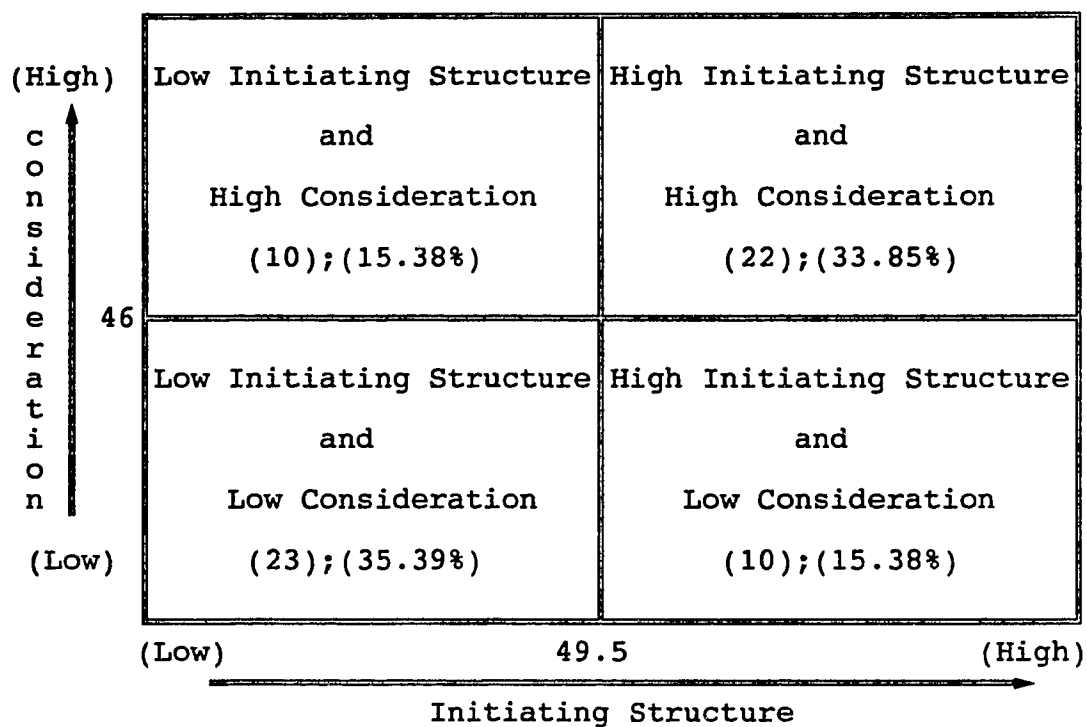 (High)
consideration
(Low)
46
Low Initiating Structure
and
High Consideration
(10);(15.38%)
High Initiating Structure
and
High Consideration
(22);(33.85%)
Low Initiating Structure
and
Low Consideration
(23);(35.39%)
High Initiating Structure
and
Low Consideration
(10);(15.38%)
(Low) 49.5 (High)
Initiating Structure